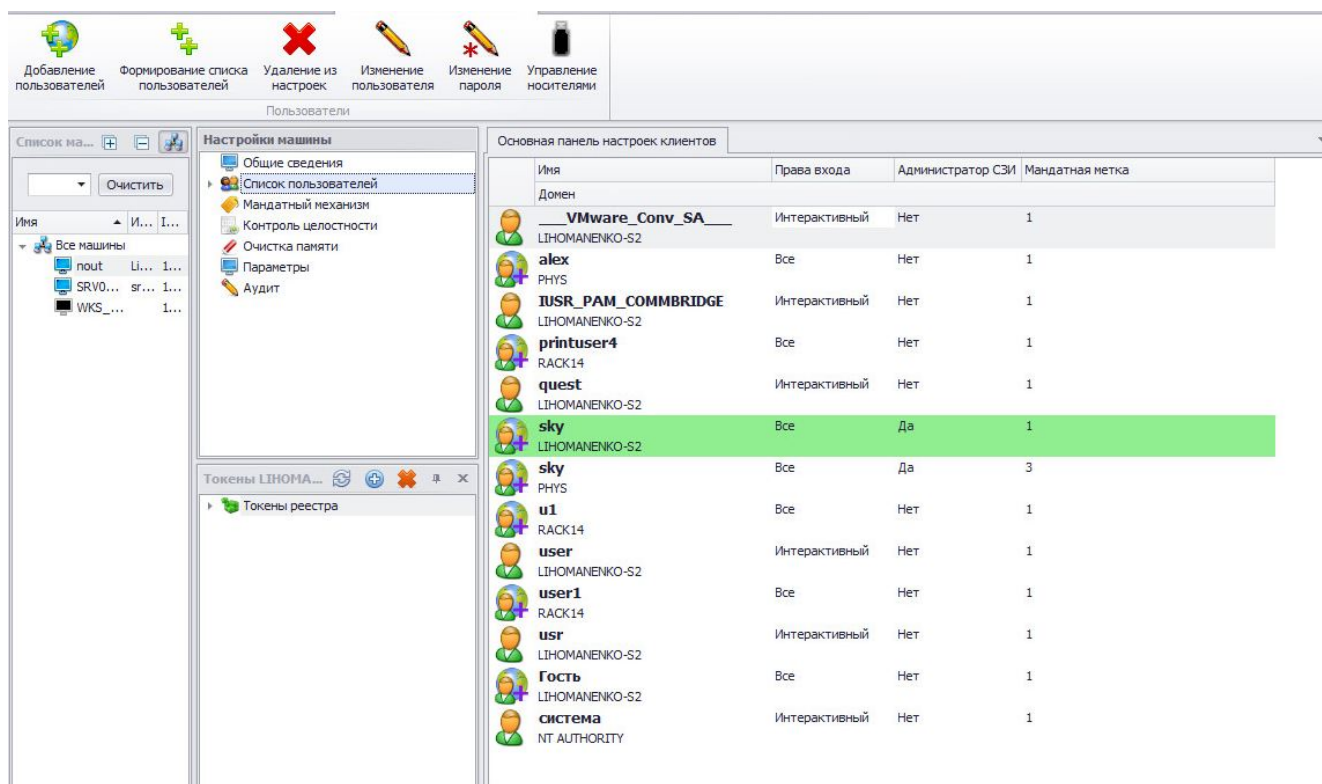 Добавление пользователей
Формирование списка пользователей
Удаление из настроек
Изменение пользователя
Изменение пароля
Управление носителями
Пользователи
Список ма...
Очистить
Имя И... I...
Все машины
nout Li... 1...
SRV0... sr... 1...
WKS_... 1...
Настройки машины
Общие сведения
Список пользователей
Мандатный механизм
Контроль целостности
Очистка памяти
Параметры
Аудит
Токены LIHOMA...
Токены реестра
Основная панель настроек клиентов
Имя Права входа Администратор СЗИ Мандатная метка
Домен
___VMware_Conv_SA___ Интерактивный Нет 1
LIHOMANENKO-S2
alex Все Нет 1
PHYS
IUSR_PAM_COMMBRIDGE Интерактивный Нет 1
LIHOMANENKO-S2
printuser4 Все Нет 1
RACK14
quest Интерактивный Нет 1
LIHOMANENKO-S2
sky Все Да 1
LIHOMANENKO-S2
sky Все Да 3
PHYS
u1 Все Нет 1
RACK14
user Интерактивный Нет 1
LIHOMANENKO-S2
user1 Все Нет 1
RACK14
usr Интерактивный Нет 1
LIHOMANENKO-S2
Гость Все Нет 1
LIHOMANENKO-S2
система Интерактивный Нет 1
NT AUTHORITY